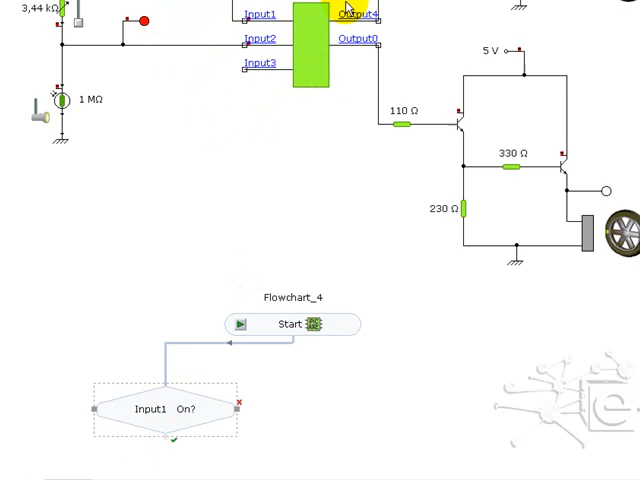 3,44 kΩ
Input1
Output4
Input2
Output0
Input3
5 V
1 MΩ
110 Ω
330 Ω
230 Ω
Flowchart_4
Start
Input1 On?
e